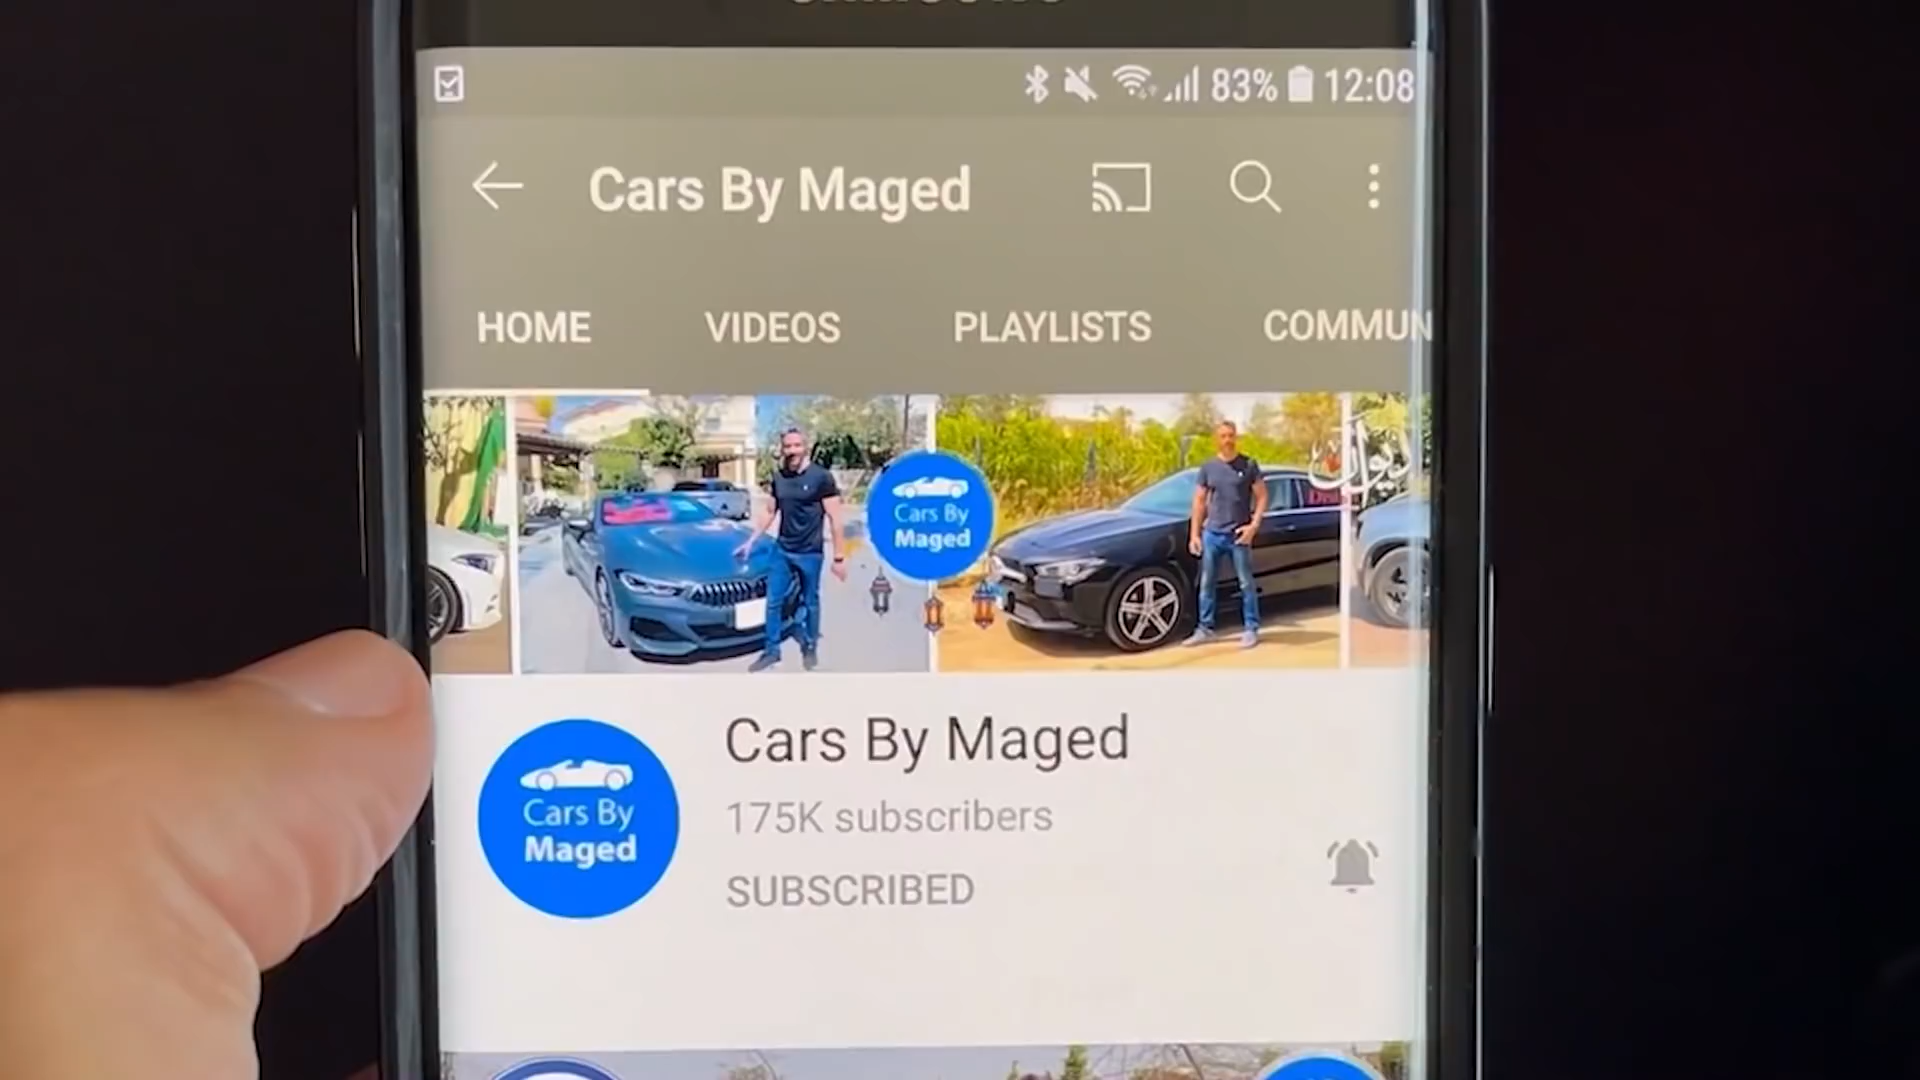 83% 12:08
Cars By Maged
HOME VIDEOS PLAYLISTS COMMUN
ديوان
Cars By
Maged
Cars By Maged
175K subscribers
SUBSCRIBED
Cars By
Maged